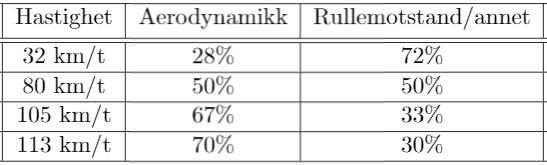 Hastighet Aerodynamikk Rullemotstand/annet
32 km/t 28% 72%
80 km/t 50% 50%
105 km/t 67% 33%
113 km/t 70% 30%